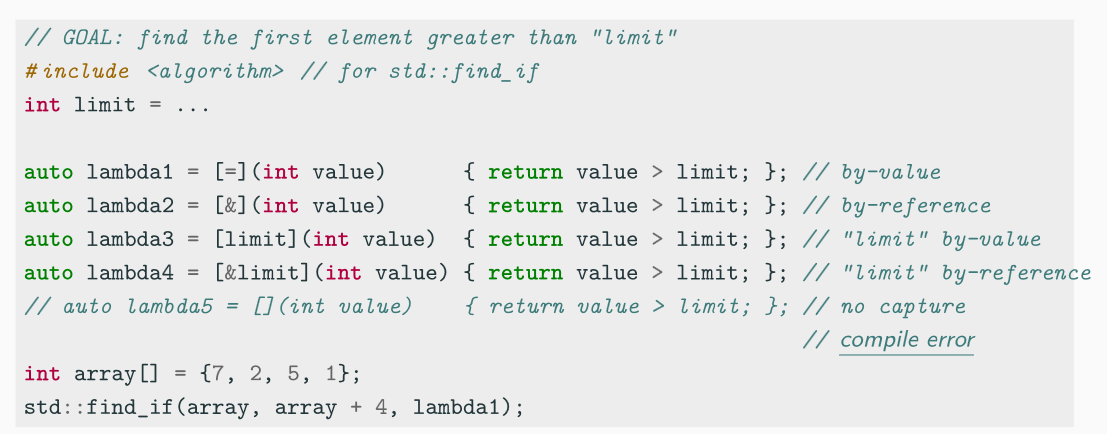 // GOAL: find the first element greater than "limit"
#include <algorithm> // for std::find_if
int limit = ...
auto lambda1 = [=](int value)      { return value > limit; }; // by-value
auto lambda2 = [&](int value)      { return value > limit; }; // by-reference
auto lambda3 = [limit](int value)  { return value > limit; }; // "limit" by-value
auto lambda4 = [&limit](int value) { return value > limit; }; // "limit" by-reference
// auto lambda5 = [](int value)    { return value > limit; }; // no capture
// compile error
int array[] = {7, 2, 5, 1};
std::find_if(array, array + 4, lambda1);